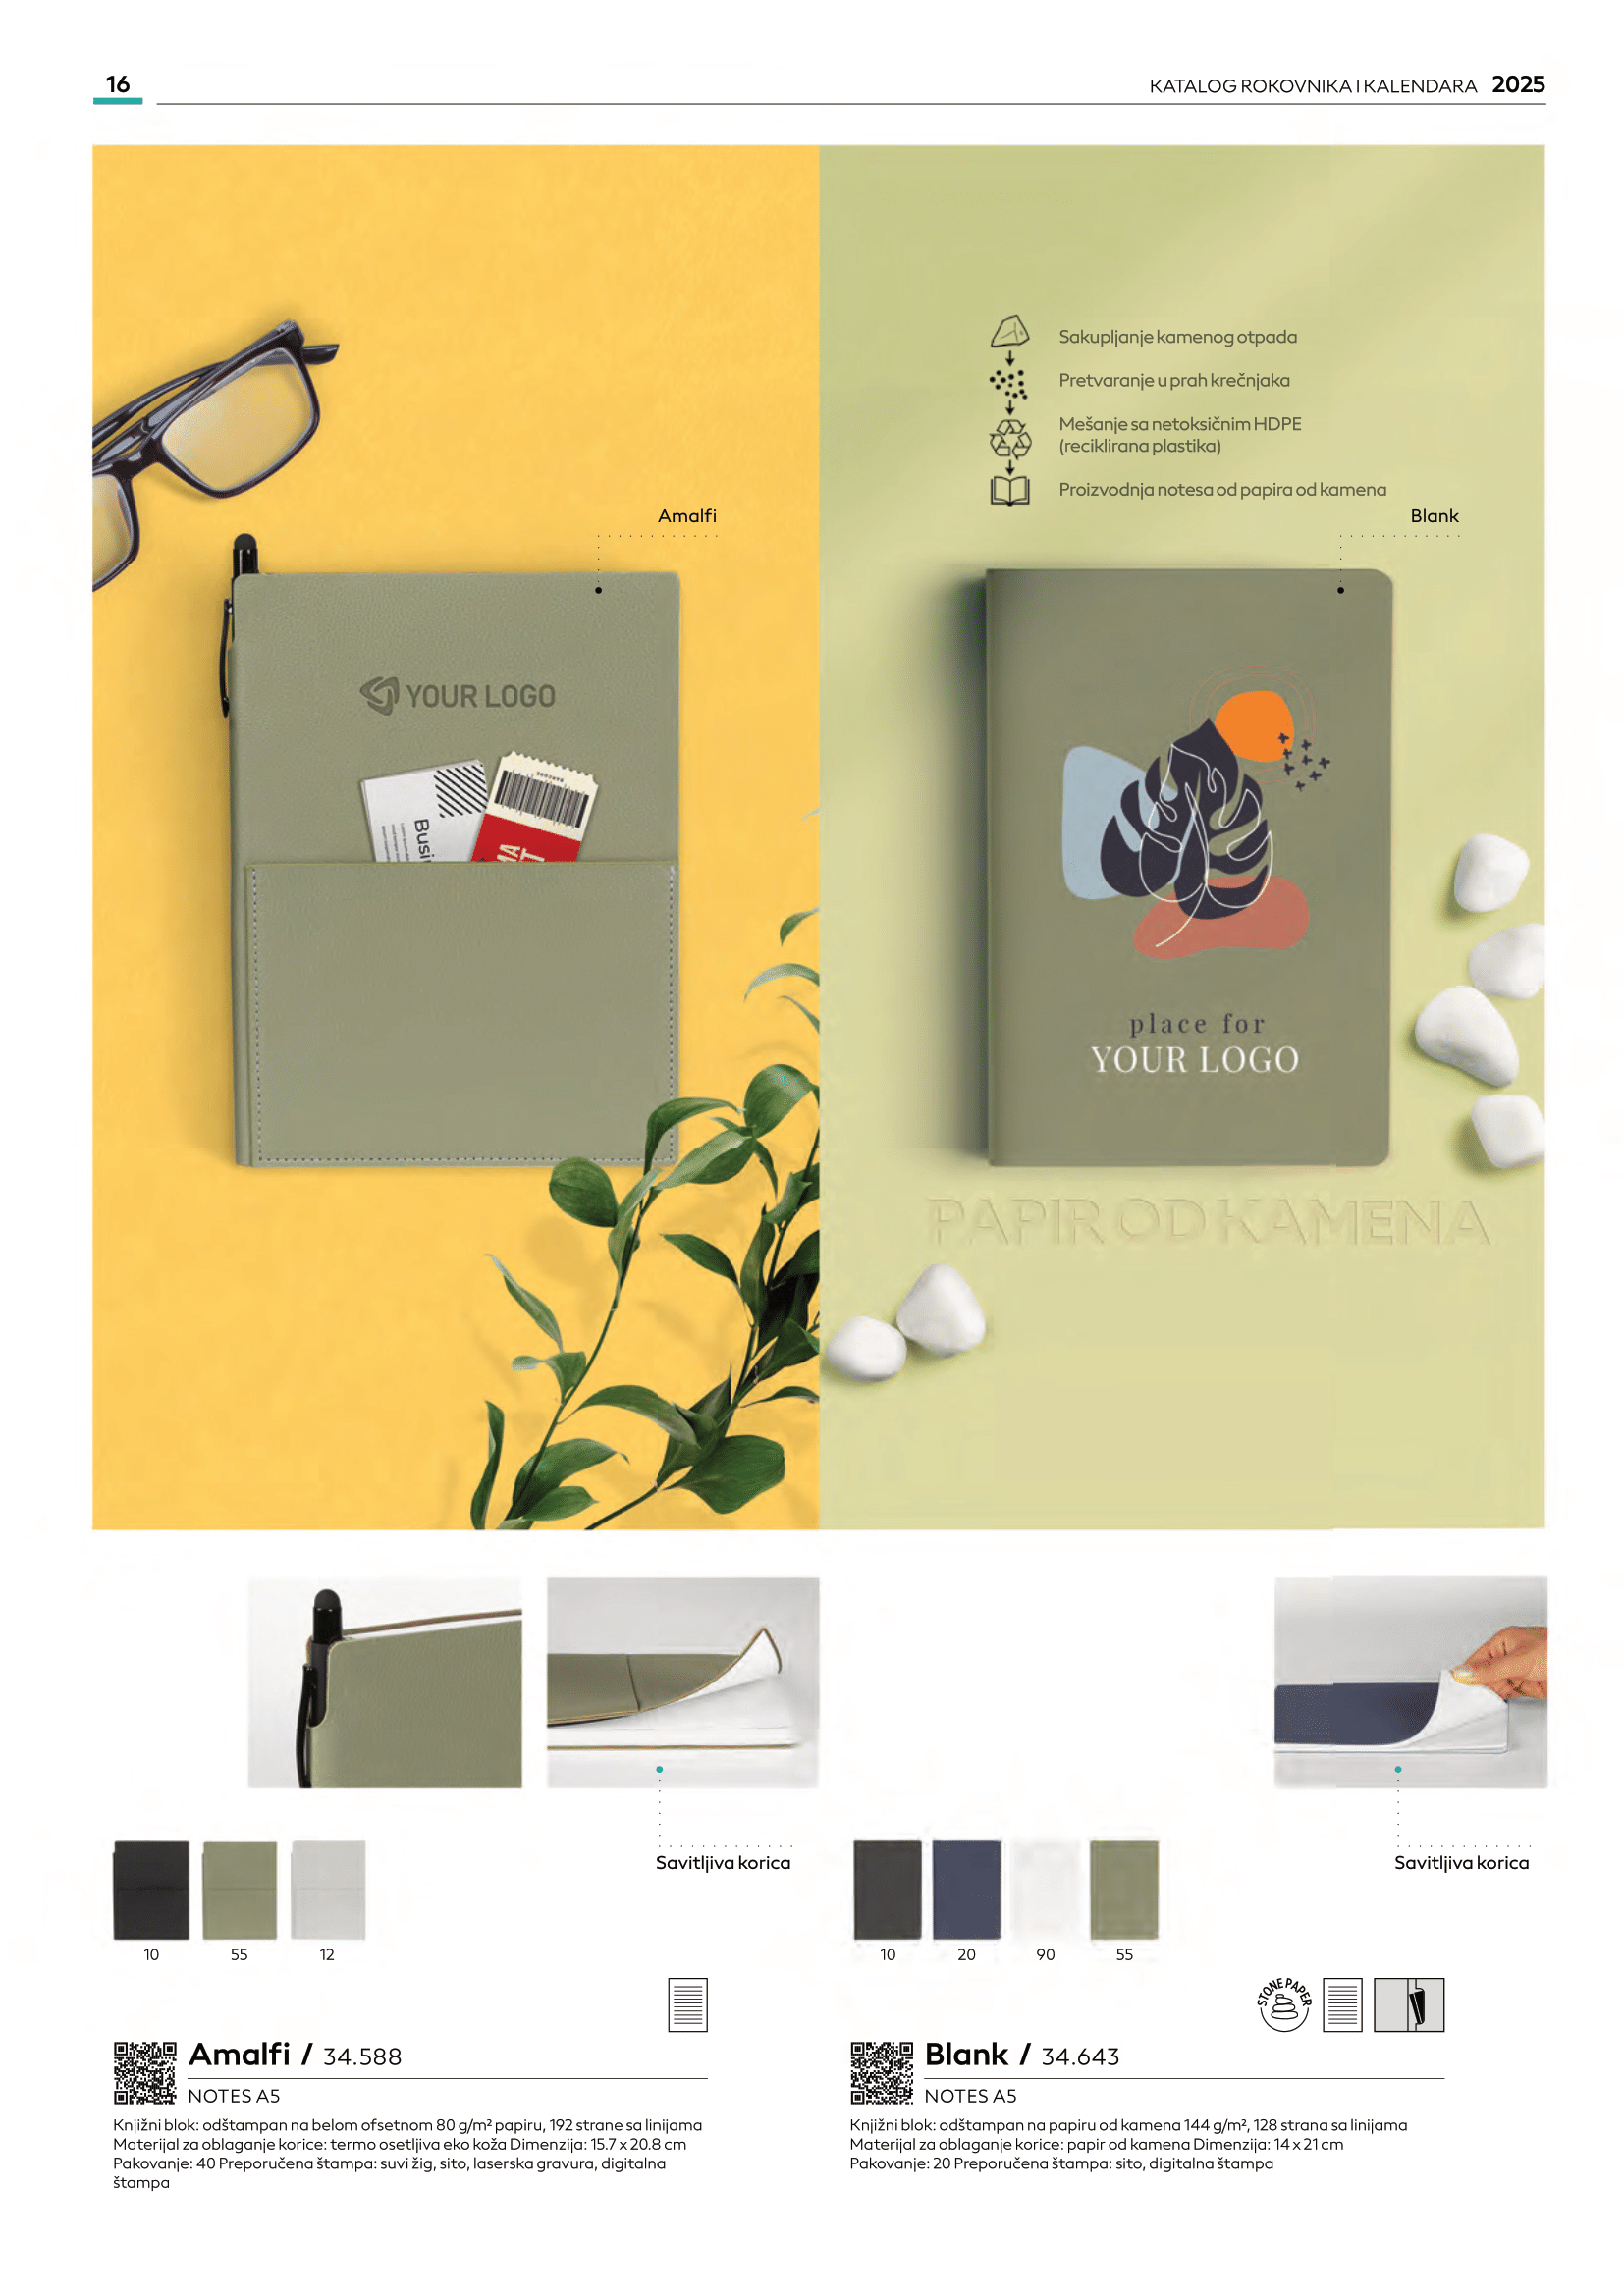 16
KATALOG ROKOVNIKA I KALENDARA 2025
Sakupljanje kamenog otpada
Pretvaranje u prah krečnjaka
Mešanje sa netoksičnim HDPE
(reciklirana plastika)
Proizvodnja notesa od papira od kamena
Amalfi
Blank
YOUR LOGO
BARCODE
Busi
place for
YOUR LOGO
PAPIR OD KAMENA
Savitljiva korica
Savitljiva korica
10 55 12
10 20 90 55
STONE PAPER
Amalfi / 34.588
NOTES A5
Knjižni blok: odštampan na belom ofsetnom 80 g/m² papiru, 192 strane sa linijama
Materijal za oblaganje korice: termo osetljiva eko koža Dimenzija: 15.7 x 20.8 cm
Pakovanje: 40 Preporučena štampa: suvi žig, sito, laserska gravura, digitalna
štampa
Blank / 34.643
NOTES A5
Knjižni blok: odštampan na papiru od kamena 144 g/m², 128 strana sa linijama
Materijal za oblaganje korice: papir od kamena Dimenzija: 14 x 21 cm
Pakovanje: 20 Preporučena štampa: sito, digitalna štampa